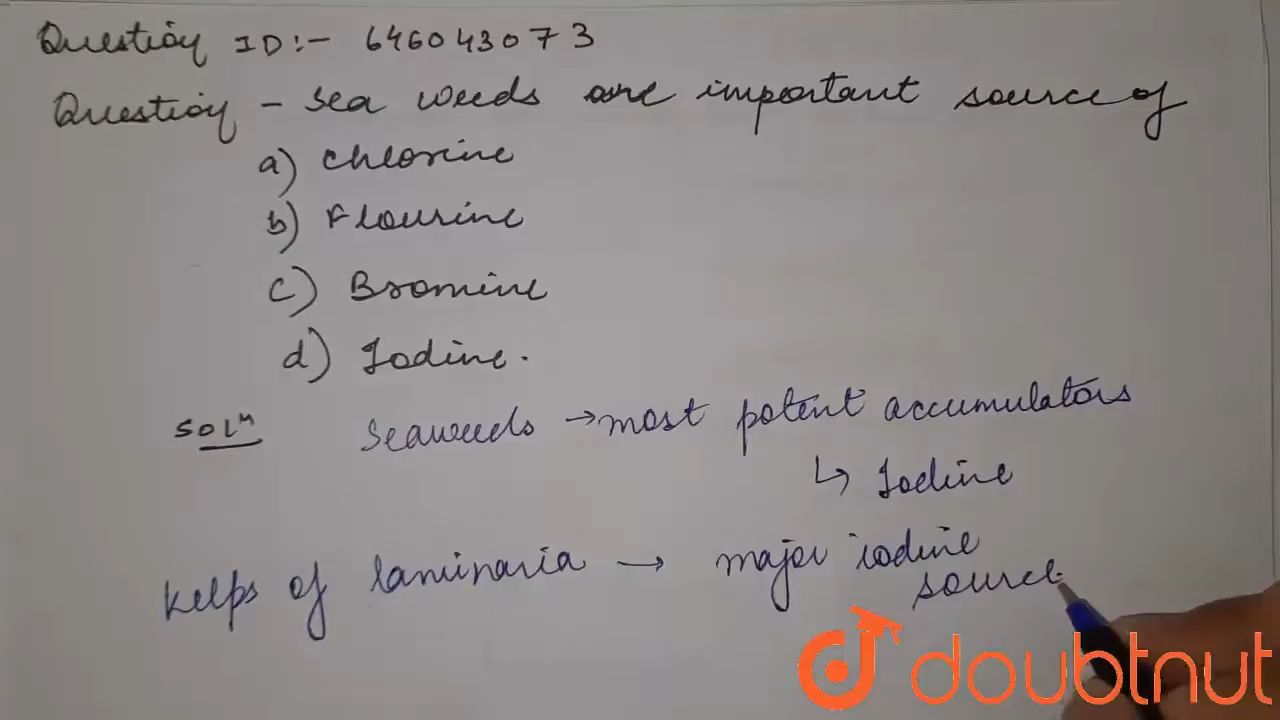 Question ID:- 646043073
Question - Sea weeds are important source of
a) Chlorine
b) Flourine
c) Bromine
d) Iodine.
Solⁿ Seaweeds → most potent accumulators
↳ Iodine
Kelps of laminaria → major iodine
source
doubtnut